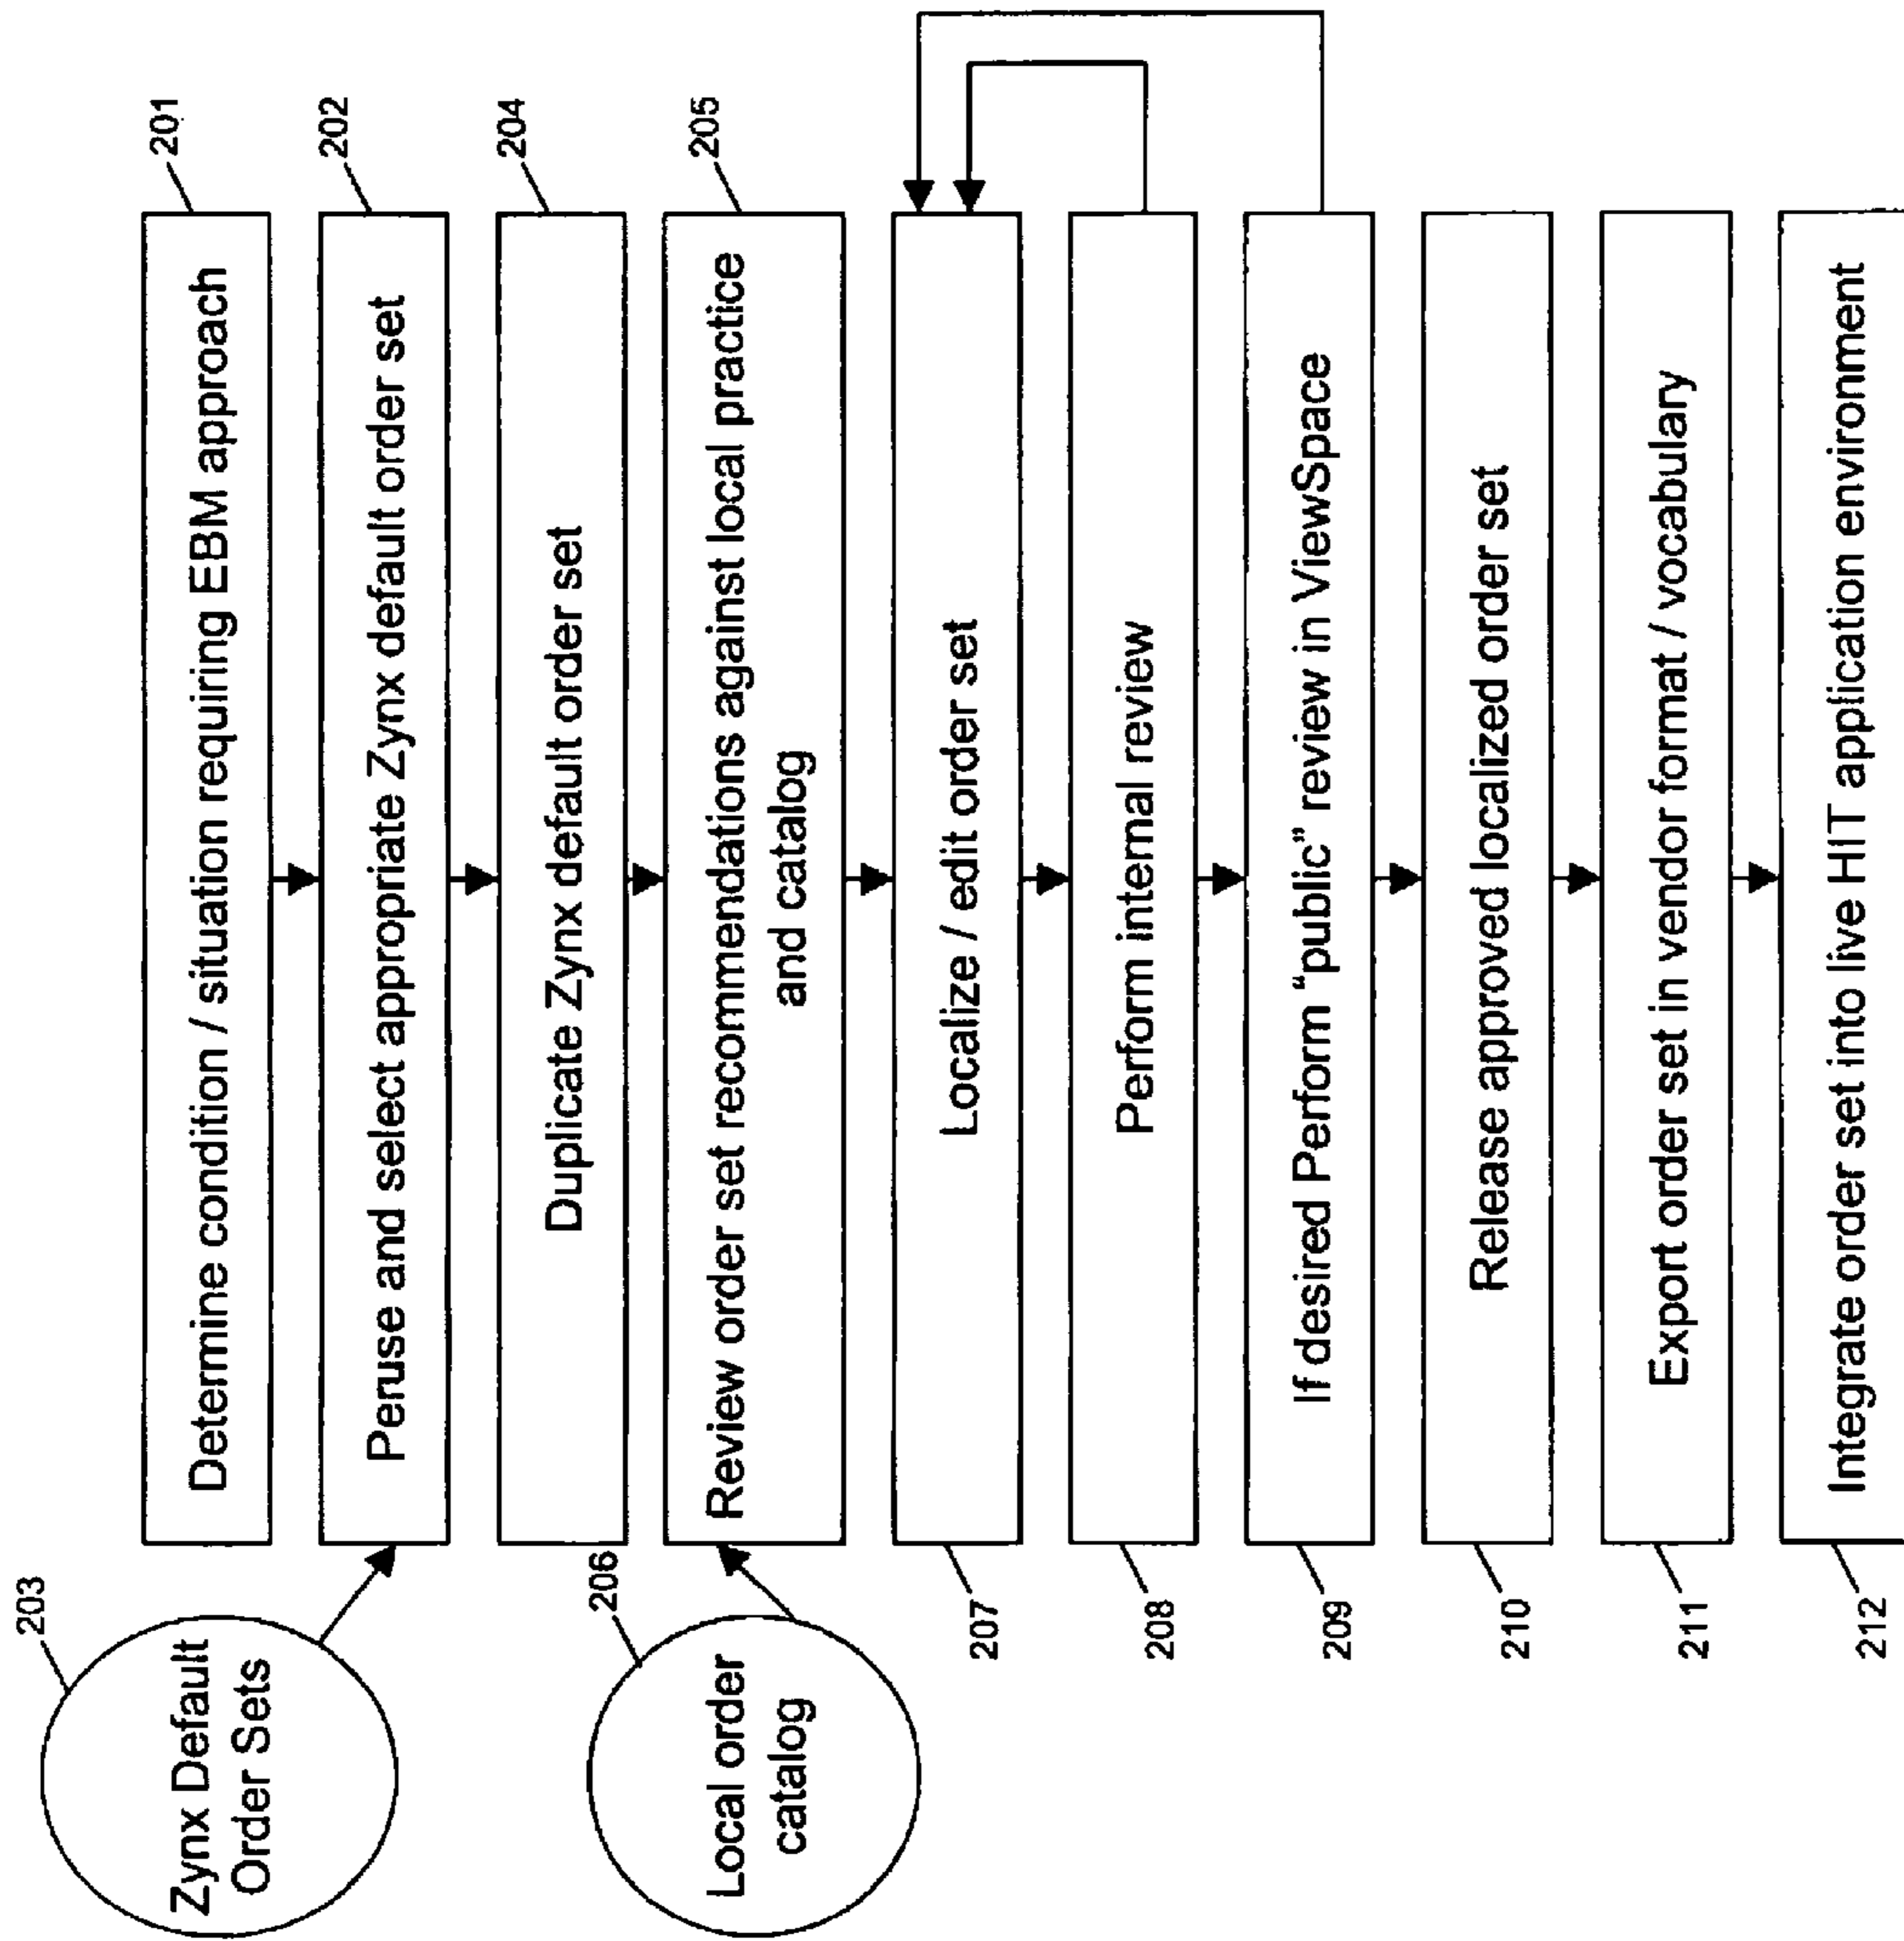 201
Determine condition / situation requiring EBM approach
203
Zynx Default
Order Sets
202
Peruse and select appropriate Zynx default order set
204
Duplicate Zynx default order set
206
Local order
catalog
205
Review order set recommendations against local practice
and catalog
207
Localize / edit order set
208
Perform internal review
209
If desired Perform “public” review in ViewSpace
210
Release approved localized order set
211
Export order set in vendor format / vocabulary
212
Integrate order set into live HIT application environment